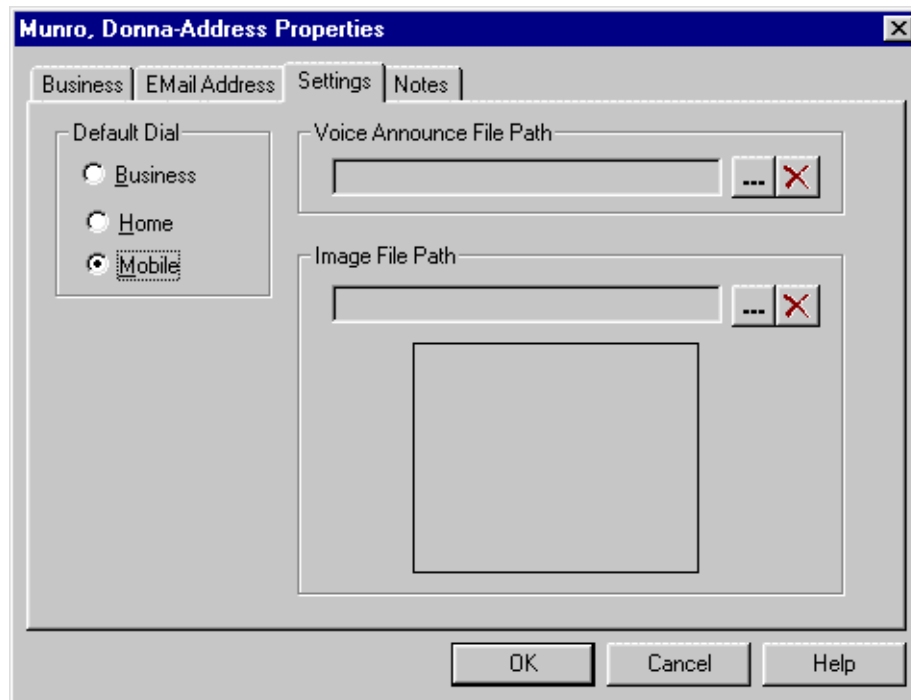 Munro, Donna-Address Properties
Business EMail Address Settings Notes
Default Dial
Business
Home
Mobile
Voice Announce File Path
...
Image File Path
...
OK Cancel Help